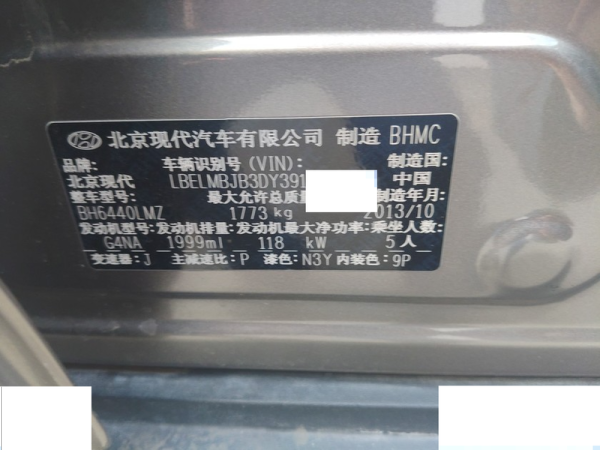 北京现代汽车有限公司 制造 BHMC
品牌: 车辆识别号(VIN): 制造国:
北京现代 LBELMBJB3DY391 中国
整车型号: 最大允许总质量 制造年月:
BH6440LMZ 1773 kg 2013/10
发动机型号: 发动机排量: 发动机最大净功率: 乘坐人数:
G4NA 1999ml 118 kW 5人
变速器: J 主减速比: P 漆色: N3Y 内装色: 9P